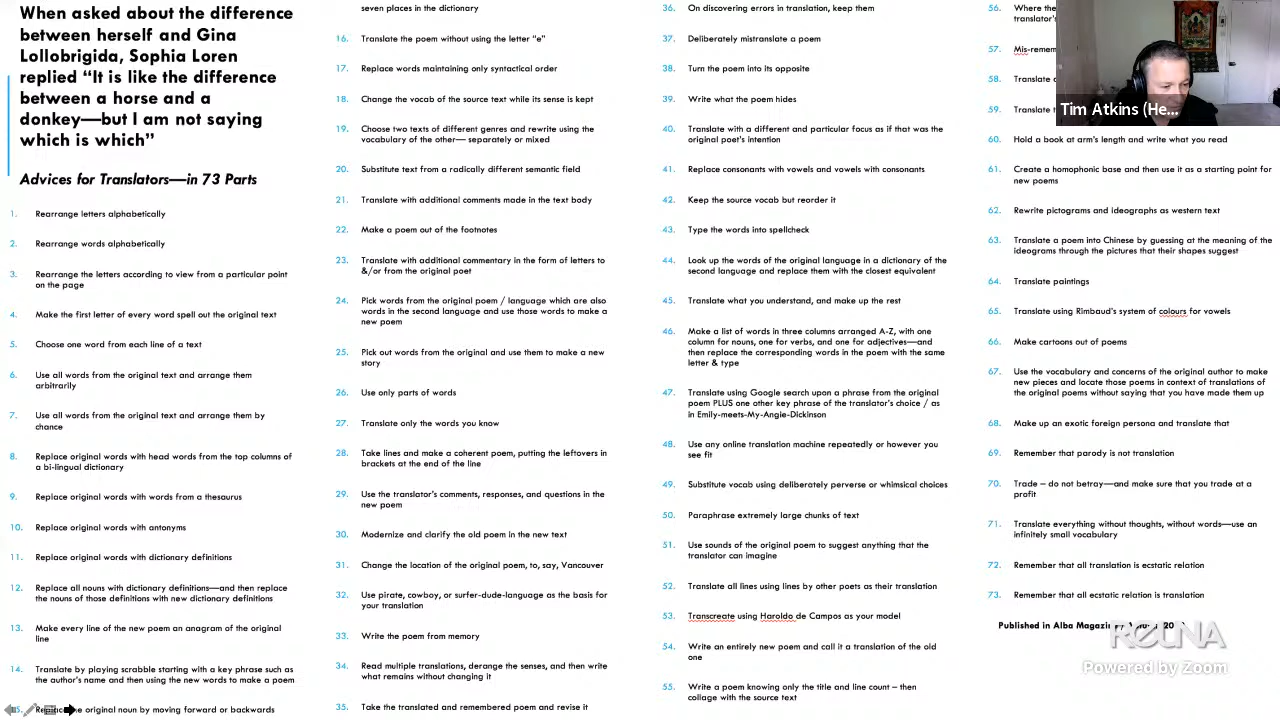 When asked about the difference
between herself and Gina
Lollobrigida, Sophia Loren
replied “It is like the difference
between a horse and a
donkey—but I am not saying
which is which”
Advices for Translators—in 73 Parts
1. Rearrange letters alphabetically
2. Rearrange words alphabetically
3. Rearrange the letters according to view from a particular point
on the page
4. Make the first letter of every word spell out the original text
5. Choose one word from each line of a text
6. Use all words from the original text and arrange them
arbitrarily
7. Use all words from the original text and arrange them by
chance
8. Replace original words with head words from the top columns of
a bi-lingual dictionary
9. Replace original words with words from a thesaurus
10. Replace original words with antonyms
11. Replace original words with dictionary definitions
12. Replace all nouns with dictionary definitions—and then replace
the nouns of those definitions with new dictionary definitions
13. Make every line of the new poem an anagram of the original
line
14. Translate by playing scrabble starting with a key phrase such as
the author’s name and then using the new words to make a poem
original noun by moving forward or backwards
seven places in the dictionary
16. Translate the poem without using the letter “e”
17. Replace words maintaining only syntactical order
18. Change the vocab of the source text while its sense is kept
19. Choose two texts of different genres and rewrite using the
vocabulary of the other— separately or mixed
20. Substitute text from a radically different semantic field
21. Translate with additional comments made in the text body
22. Make a poem out of the footnotes
23. Translate with additional commentary in the form of letters to
&/or from the original poet
24. Pick words from the original poem / language which are also
words in the second language and use those words to make a
new poem
25. Pick out words from the original and use them to make a new
story
26. Use only parts of words
27. Translate only the words you know
28. Take lines and make a coherent poem, putting the leftovers in
brackets at the end of the line
29. Use the translator’s comments, responses, and questions in the
new poem
30. Modernize and clarify the old poem in the new text
31. Change the location of the original poem, to, say, Vancouver
32. Use pirate, cowboy, or surfer-dude-language as the basis for
your translation
33. Write the poem from memory
34. Read multiple translations, derange the senses, and then write
what remains without changing it
35. Take the translated and remembered poem and revise it
36. On discovering errors in translation, keep them
37. Deliberately mistranslate a poem
38. Turn the poem into its opposite
39. Write what the poem hides
40. Translate with a different and particular focus as if that was the
original poet’s intention
41. Replace consonants with vowels and vowels with consonants
42. Keep the source vocab but reorder it
43. Type the words into spellcheck
44. Look up the words of the original language in a dictionary of the
second language and replace them with the closest equivalent
45. Translate what you understand, and make up the rest
46. Make a list of words in three columns arranged A-Z, with one
column for nouns, one for verbs, and one for adjectives—and
then replace the corresponding words in the poem with the same
letter & type
47. Translate using Google search upon a phrase from the original
poem PLUS one other key phrase of the translator’s choice / as
in Emily-meets-My-Angie-Dickinson
48. Use any online translation machine repeatedly or however you
see fit
49. Substitute vocab using deliberately perverse or whimsical choices
50. Paraphrase extremely large chunks of text
51. Use sounds of the original poem to suggest anything that the
translator can imagine
52. Translate all lines using lines by other poets as their translation
53. Transcreate using Haroldo de Campos as your model
54. Write an entirely new poem and call it a translation of the old
one
55. Write a poem knowing only the title and line count – then
collage with the source text
56. Where the
translator’s
57.
58. Translate
59. Translate
60. Hold a book at arm’s length and write what you read
61. Create a homophonic base and then use it as a starting point for
new poems
62. Rewrite pictograms and ideographs as western text
63. Translate a poem into Chinese by guessing at the meaning of the
ideograms through the pictures that their shapes suggest
64. Translate paintings
65. Translate using Rimbaud’s system of colours for vowels
66. Make cartoons out of poems
67. Use the vocabulary and concerns of the original author to make
new pieces and locate those poems in context of translations of
the original poems without saying that you have made them up
68. Make up an exotic foreign persona and translate that
69. Remember that parody is not translation
70. Trade – do not betray—and make sure that you trade at a
profit
71. Translate everything without thoughts, without words—use an
infinitely small vocabulary
72. Remember that all translation is ecstatic relation
73. Remember that all ecstatic relation is translation
Published in Alba
Tim Atkins (He...
REUNA
Powered by Zoom